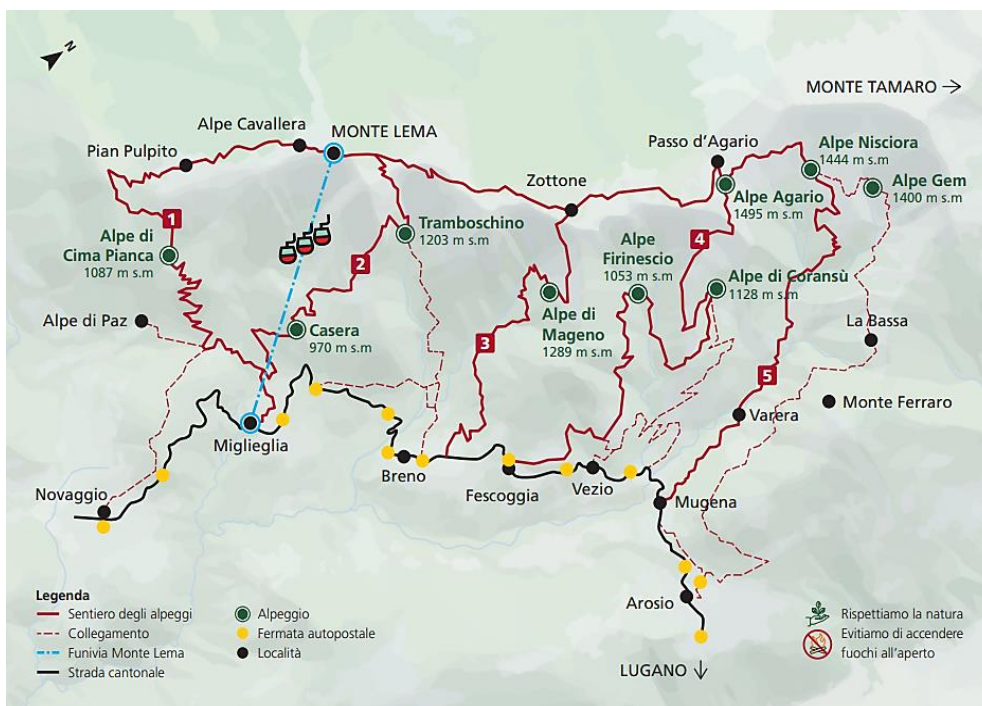 N
MONTE TAMARO →
Alpe Cavallera
MONTE LEMA
Pian Pulpito
Passo d'Agario
Alpe Nisciora
1444 m s.m
Alpe Gem
1400 m s.m
Zottone
Alpe Agario
1495 m s.m
1
Alpe di
Cima Pianca
1087 m s.m
Tramboschino
1203 m s.m
2
Alpe
Firinescio
1053 m s.m
4
Alpe di Coransù
1128 m s.m
Alpe di Paz
Casera
970 m s.m
3
Alpe di
Mageno
1289 m s.m
La Bassa
5
Varera
Monte Ferraro
Miglieglia
Breno
Fescoggia
Vezio
Mugena
Novaggio
Arosio
LUGANO ↓
Legenda
Sentiero degli alpeggi
Collegamento
Funivia Monte Lema
Strada cantonale
Alpeggio
Fermata autopostale
Località
Rispettiamo la natura
Evitiamo di accendere
fuochi all'aperto